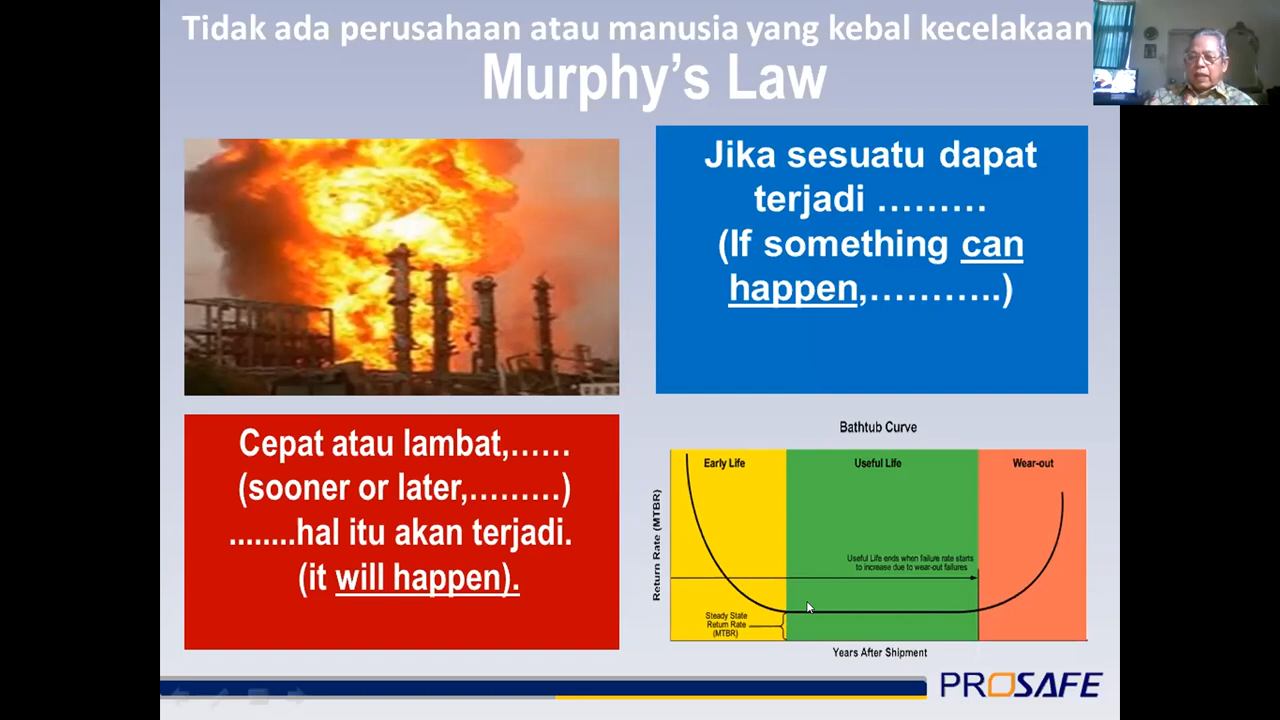 Tidak ada perusahaan atau manusia yang kebal kecelakaan
Murphy's Law
Jika sesuatu dapat
terjadi ………
(If something can
happen,………..)
Cepat atau lambat,……
(sooner or later,………)
........hal itu akan terjadi.
(it will happen).
Bathtub Curve
Early Life
Useful Life
Wear-out
Return Rate (MTBR)
Useful Life ends when failure rate starts
to increase due to wear-out failures
Steady State
Return Rate
(MTBR)
Years After Shipment
PROSAFE